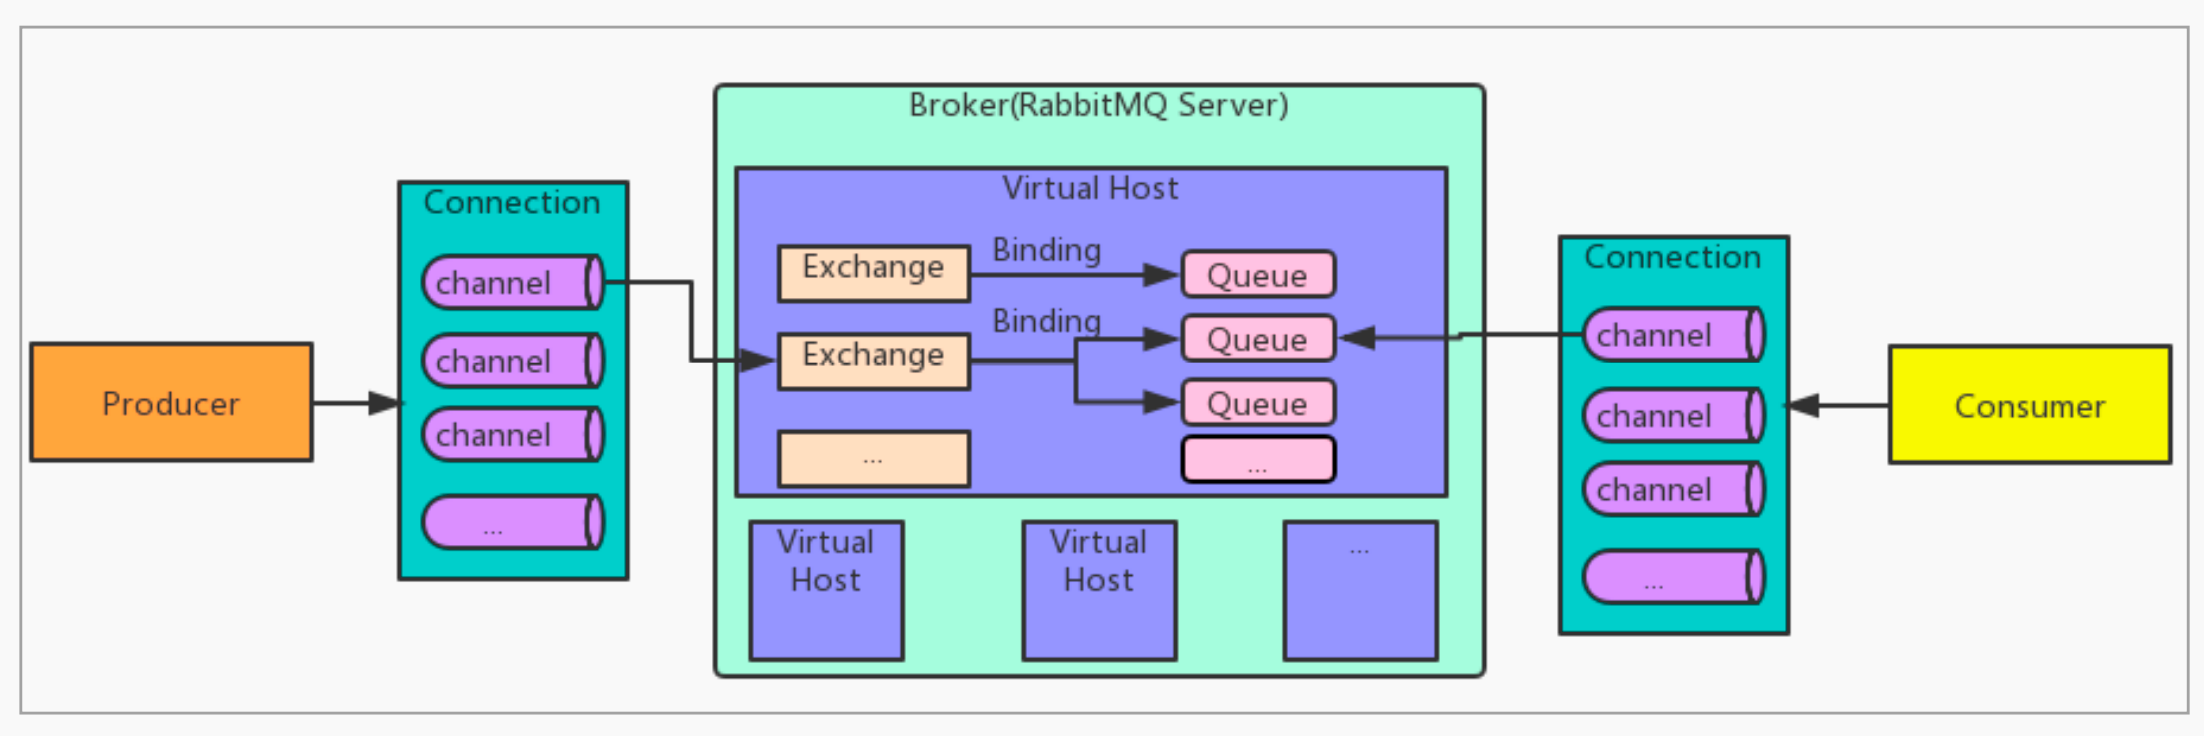 Broker(RabbitMQ Server)
Virtual Host
Connection
channel
channel
channel
...
Producer
Exchange
Binding
Queue
Exchange
Binding
Queue
Queue
...
...
Virtual
Host
Virtual
Host
...
Connection
channel
channel
channel
...
Consumer